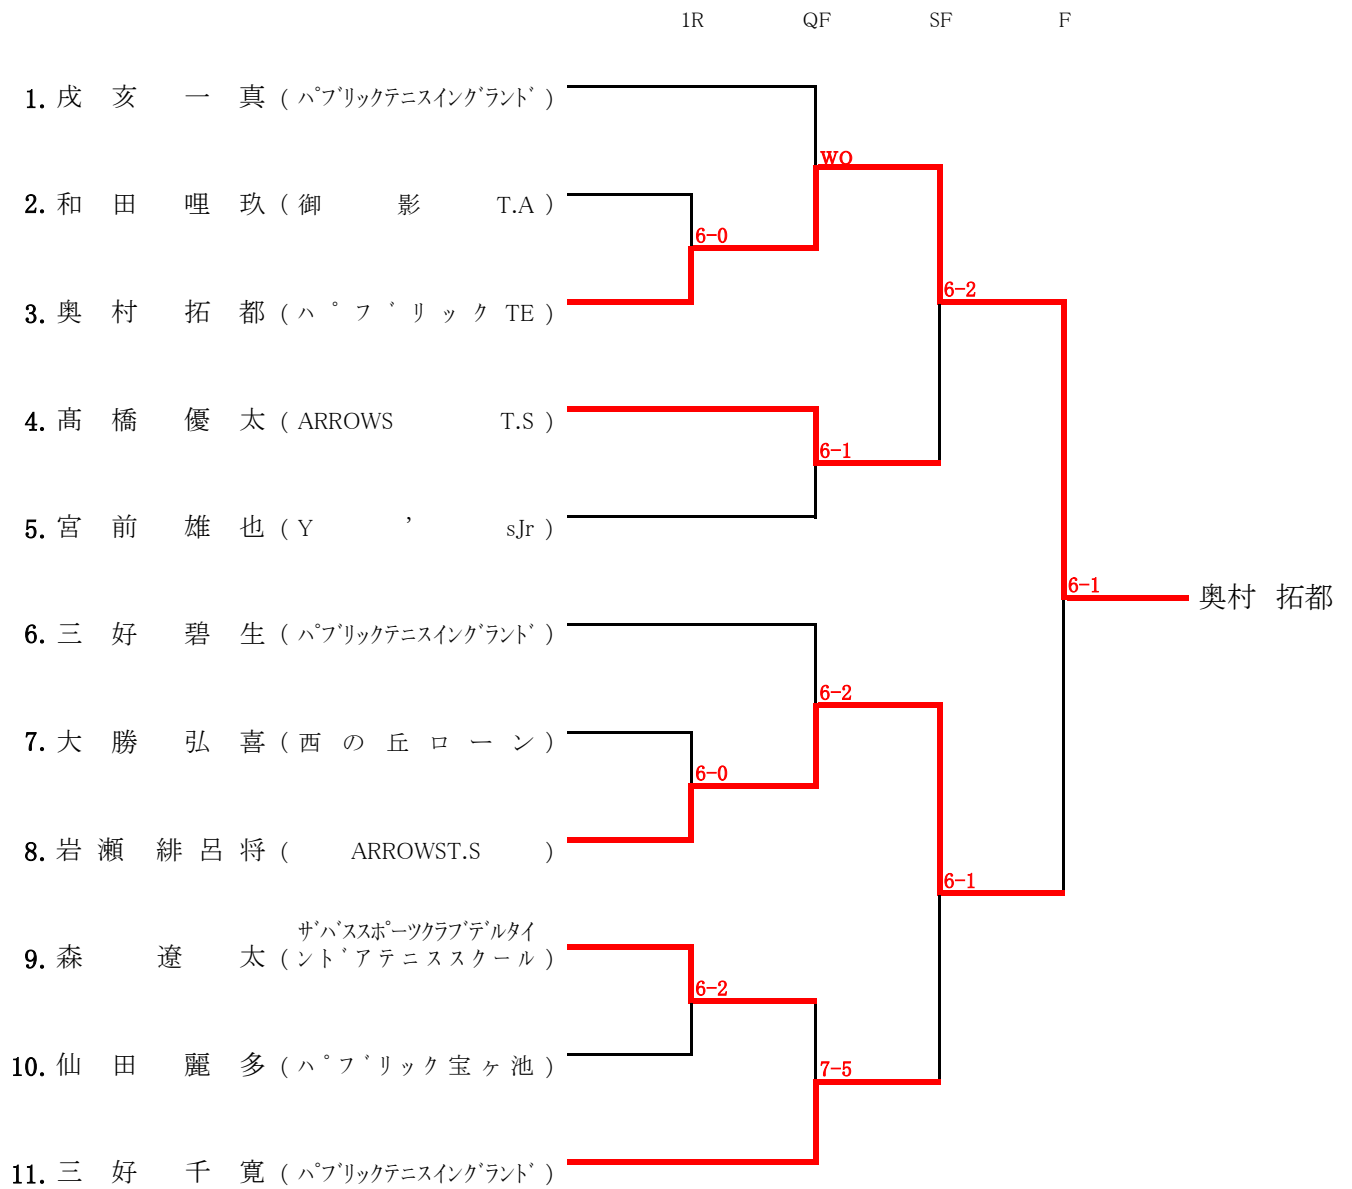 1R QF SF F
1. 戌亥 一真 ( ﾊﾟﾌﾞﾘｯｸﾃﾆｽｲﾝｸﾞﾗﾝﾄﾞ )
WO
2. 和田 哩玖 ( 御影 T.A )
6-0
3. 奥村 拓都 ( ﾊﾟﾌﾞﾘｯｸ TE )
6-2
4. 髙橋 優太 ( ARROWS T.S )
6-1
5. 宮前 雄也 ( Y ’ sJr )
6-1 奥村 拓都
6. 三好 碧生 ( ﾊﾟﾌﾞﾘｯｸﾃﾆｽｲﾝｸﾞﾗﾝﾄﾞ )
6-2
7. 大勝 弘喜 ( 西の丘ローン )
6-0
8. 岩瀬 緋呂将 ( ARROWST.S )
6-1
ｻﾞﾊﾞｽｽﾎﾟｰﾂｸﾗﾌﾞﾃﾞﾙﾀｲ
9. 森 遼太 ( ﾝﾄﾞｱﾃﾆｽｽｸｰﾙ )
6-2
10. 仙田 麗多 ( ﾊﾟﾌﾞﾘｯｸ宝ヶ池 )
7-5
11. 三好 千寛 ( ﾊﾟﾌﾞﾘｯｸﾃﾆｽｲﾝｸﾞﾗﾝﾄﾞ )